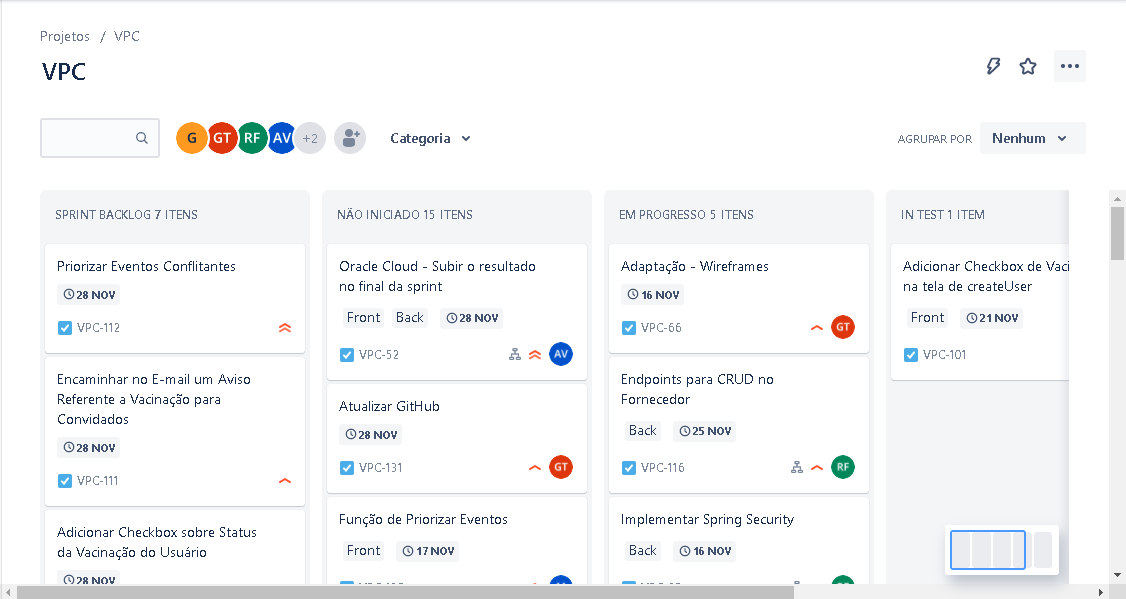 Projetos / VPC
VPC
G GT RF AV +2
Categoria
AGRUPAR POR
Nenhum
SPRINT BACKLOG 7 ITENS
Priorizar Eventos Conflitantes
28 NOV
VPC-112
Encaminhar no E-mail um Aviso
Referente a Vacinação para
Convidados
28 NOV
VPC-111
Adicionar Checkbox sobre Status
da Vacinação do Usuário
28 NOV
NÃO INICIADO 15 ITENS
Oracle Cloud - Subir o resultado
no final da sprint
Front Back 28 NOV
VPC-52 AV
Atualizar GitHub
28 NOV
VPC-131 GT
Função de Priorizar Eventos
Front 17 NOV
EM PROGRESSO 5 ITENS
Adaptação - Wireframes
16 NOV
VPC-66 GT
Endpoints para CRUD no
Fornecedor
Back 25 NOV
VPC-116 RF
Implementar Spring Security
Back 16 NOV
IN TEST 1 ITEM
Adicionar Checkbox de Vaci
na tela de createUser
Front 21 NOV
VPC-101